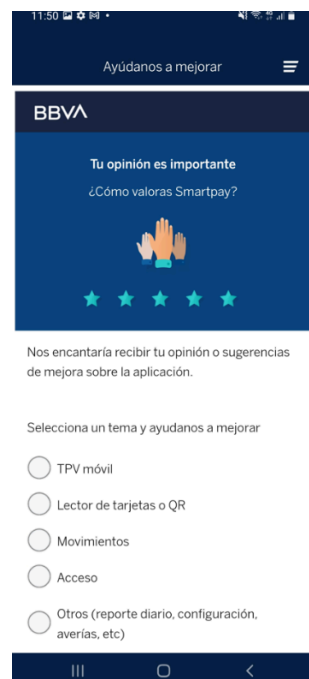 11:50
Ayúdanos a mejorar
BBVA
Tu opinión es importante
¿Cómo valoras Smartpay?
Nos encantaría recibir tu opinión o sugerencias
de mejora sobre la aplicación.
Selecciona un tema y ayudanos a mejorar
TPV móvil
Lector de tarjetas o QR
Movimientos
Acceso
Otros (reporte diario, configuración,
averías, etc)